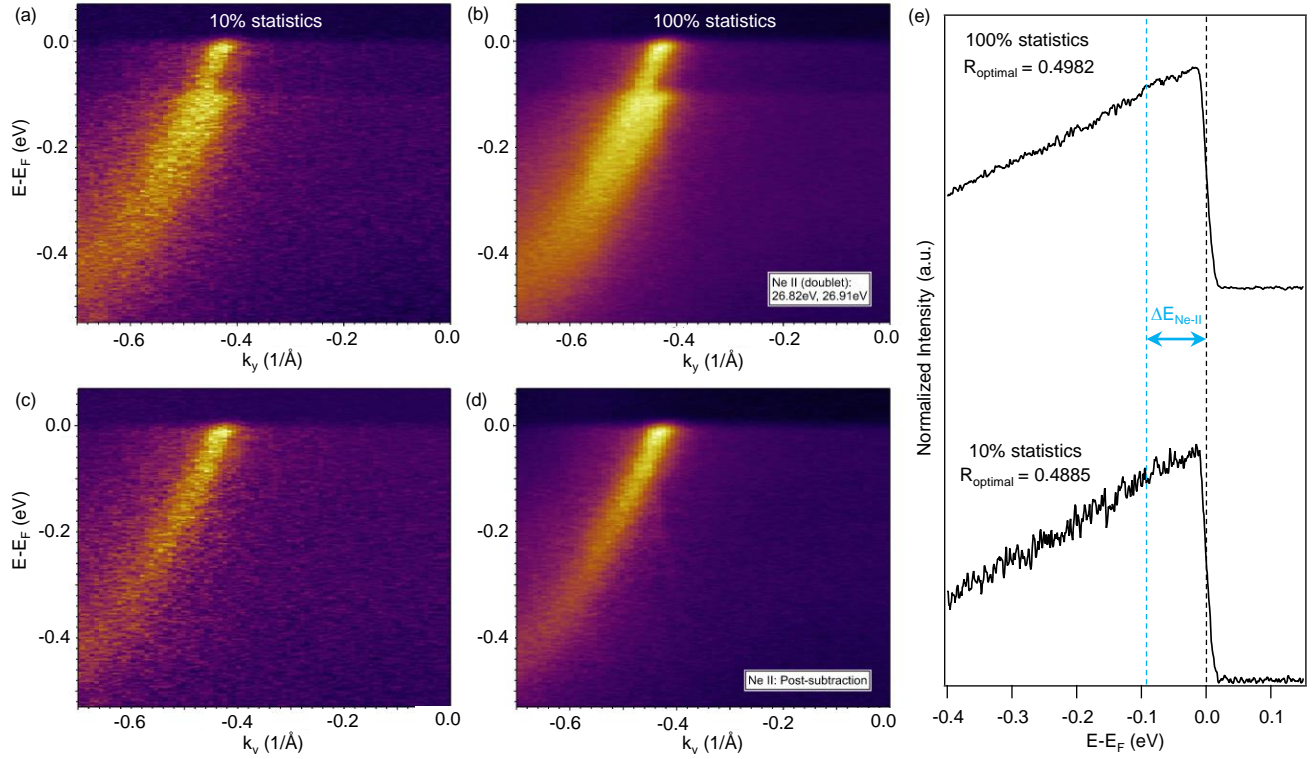 (a)
10% statistics
0.0
-0.2
-0.4
E-E_F (eV)
-0.6
-0.4
-0.2
0.0
k_y (1/Å)
(b)
100% statistics
Ne II (doublet):
26.82eV, 26.91eV
-0.6
-0.4
-0.2
0.0
k_y (1/Å)
(c)
0.0
-0.2
-0.4
E-E_F (eV)
-0.6
-0.4
-0.2
0.0
k_y (1/Å)
(d)
Ne II: Post-subtraction
-0.6
-0.4
-0.2
0.0
k_y (1/Å)
(e)
100% statistics
R_optimal = 0.4982
ΔE_Ne-II
10% statistics
R_optimal = 0.4885
Normalized Intensity (a.u.)
-0.4
-0.3
-0.2
-0.1
0.0
0.1
E-E_F (eV)